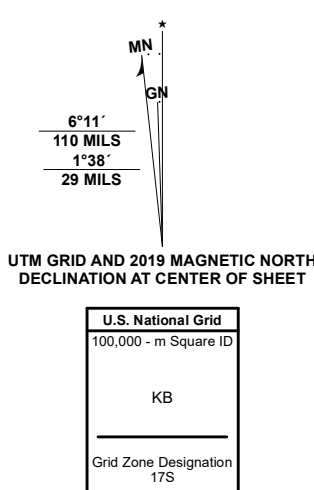 ★
MN
GN
6°11´
110 MILS
1°38´
29 MILS
UTM GRID AND 2019 MAGNETIC NORTH
DECLINATION AT CENTER OF SHEET
U.S. National Grid
100,000 - m Square ID
KB
Grid Zone Designation
17S